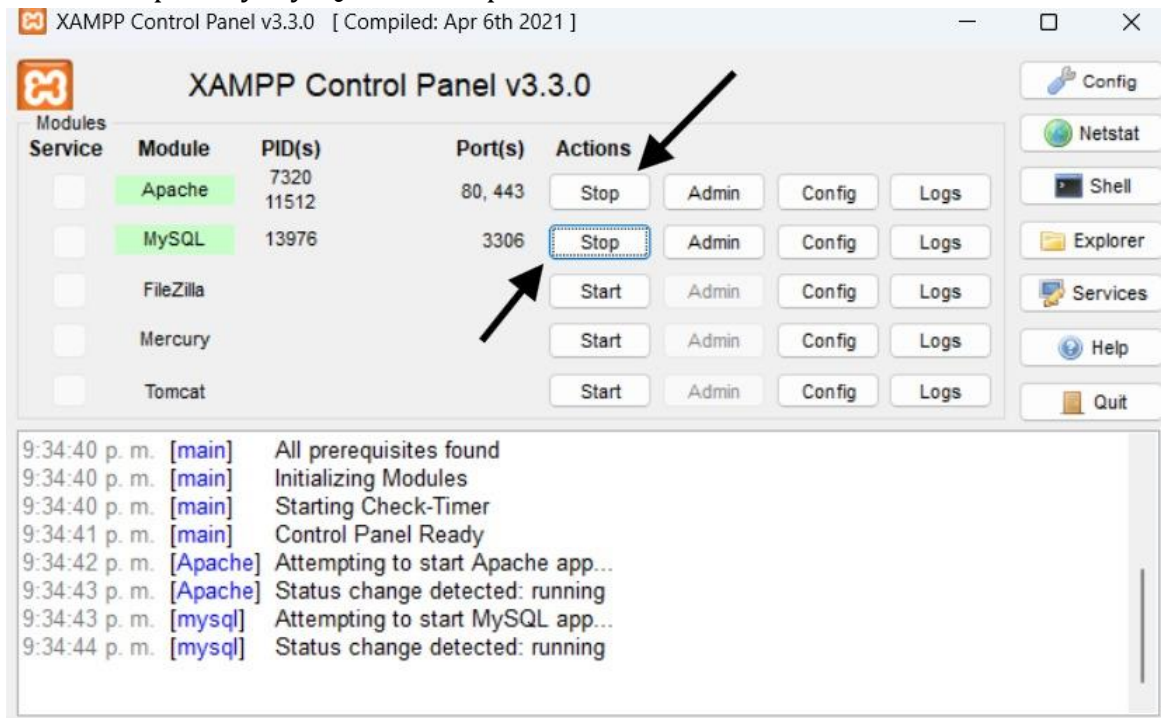 XAMPP Control Panel v3.3.0 [ Compiled: Apr 6th 2021 ]
XAMPP Control Panel v3.3.0
Config
Modules
Service Module PID(s) Port(s) Actions
Netstat
Apache 7320 11512 80, 443 Stop Admin Config Logs
Shell
MySQL 13976 3306 Stop Admin Config Logs
Explorer
FileZilla Start Admin Config Logs
Services
Mercury Start Admin Config Logs
Help
Tomcat Start Admin Config Logs
Quit
9:34:40 p. m. [main] All prerequisites found
9:34:40 p. m. [main] Initializing Modules
9:34:40 p. m. [main] Starting Check-Timer
9:34:41 p. m. [main] Control Panel Ready
9:34:42 p. m. [Apache] Attempting to start Apache app...
9:34:43 p. m. [Apache] Status change detected: running
9:34:43 p. m. [mysql] Attempting to start MySQL app...
9:34:44 p. m. [mysql] Status change detected: running